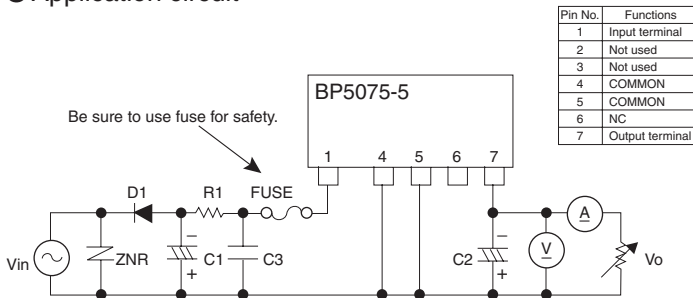 Application circuit
Pin No. Functions
1 Input terminal
2 Not used
3 Not used
4 COMMON
5 COMMON
6 NC
7 Output terminal
BP5075-5
Be sure to use fuse for safety.
1 4 5 6 7
D1 R1 FUSE
A
Vin ZNR − + C1 C3 C2 − + V Vo